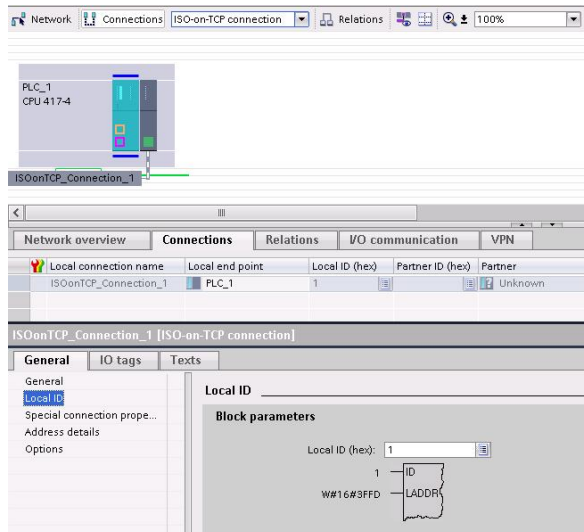 Network Connections ISO-on-TCP connection Relations 100%
PLC_1
CPU 417-4
ISOonTCP_Connection_1
Network overview Connections Relations I/O communication VPN
Local connection name Local end point Local ID (hex) Partner ID (hex) Partner
ISOonTCP_Connection_1 PLC_1 1 Unknown
ISOonTCP_Connection_1 [ISO-on-TCP connection]
General IO tags Texts
General
Local ID
Special connection prope...
Address details
Options
Local ID
Block parameters
Local ID (hex): 1
1 ID
W#16#3FFD LADDR